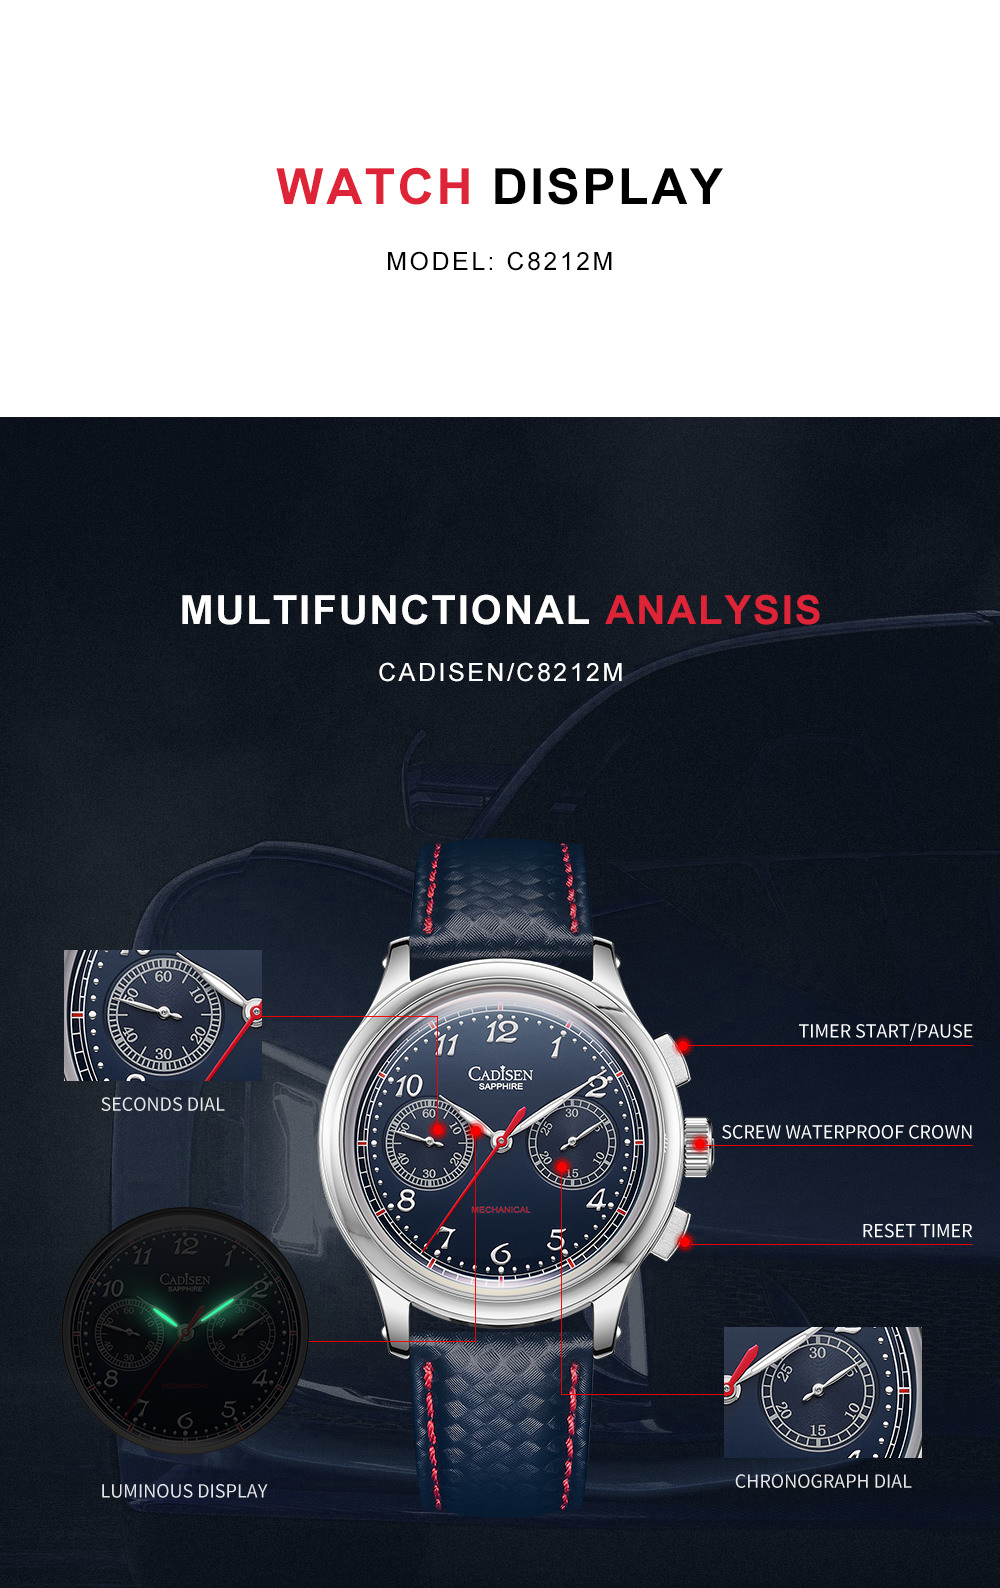 WATCH DISPLAY
MODEL: C8212M
MULTIFUNCTIONAL ANALYSIS
CADISEN/C8212M
60
10
20
30
40
50
SECONDS DIAL
12
1
2
4
5
6
7
8
10
11
CADISEN
SAPPHIRE
60
10
20
30
40
50
30
5
10
15
20
25
MECHANICAL
TIMER START/PAUSE
SCREW WATERPROOF CROWN
RESET TIMER
12
1
2
4
5
6
7
8
10
11
CADISEN
SAPPHIRE
MECHANICAL
LUMINOUS DISPLAY
30
5
10
15
20
25
CHRONOGRAPH DIAL